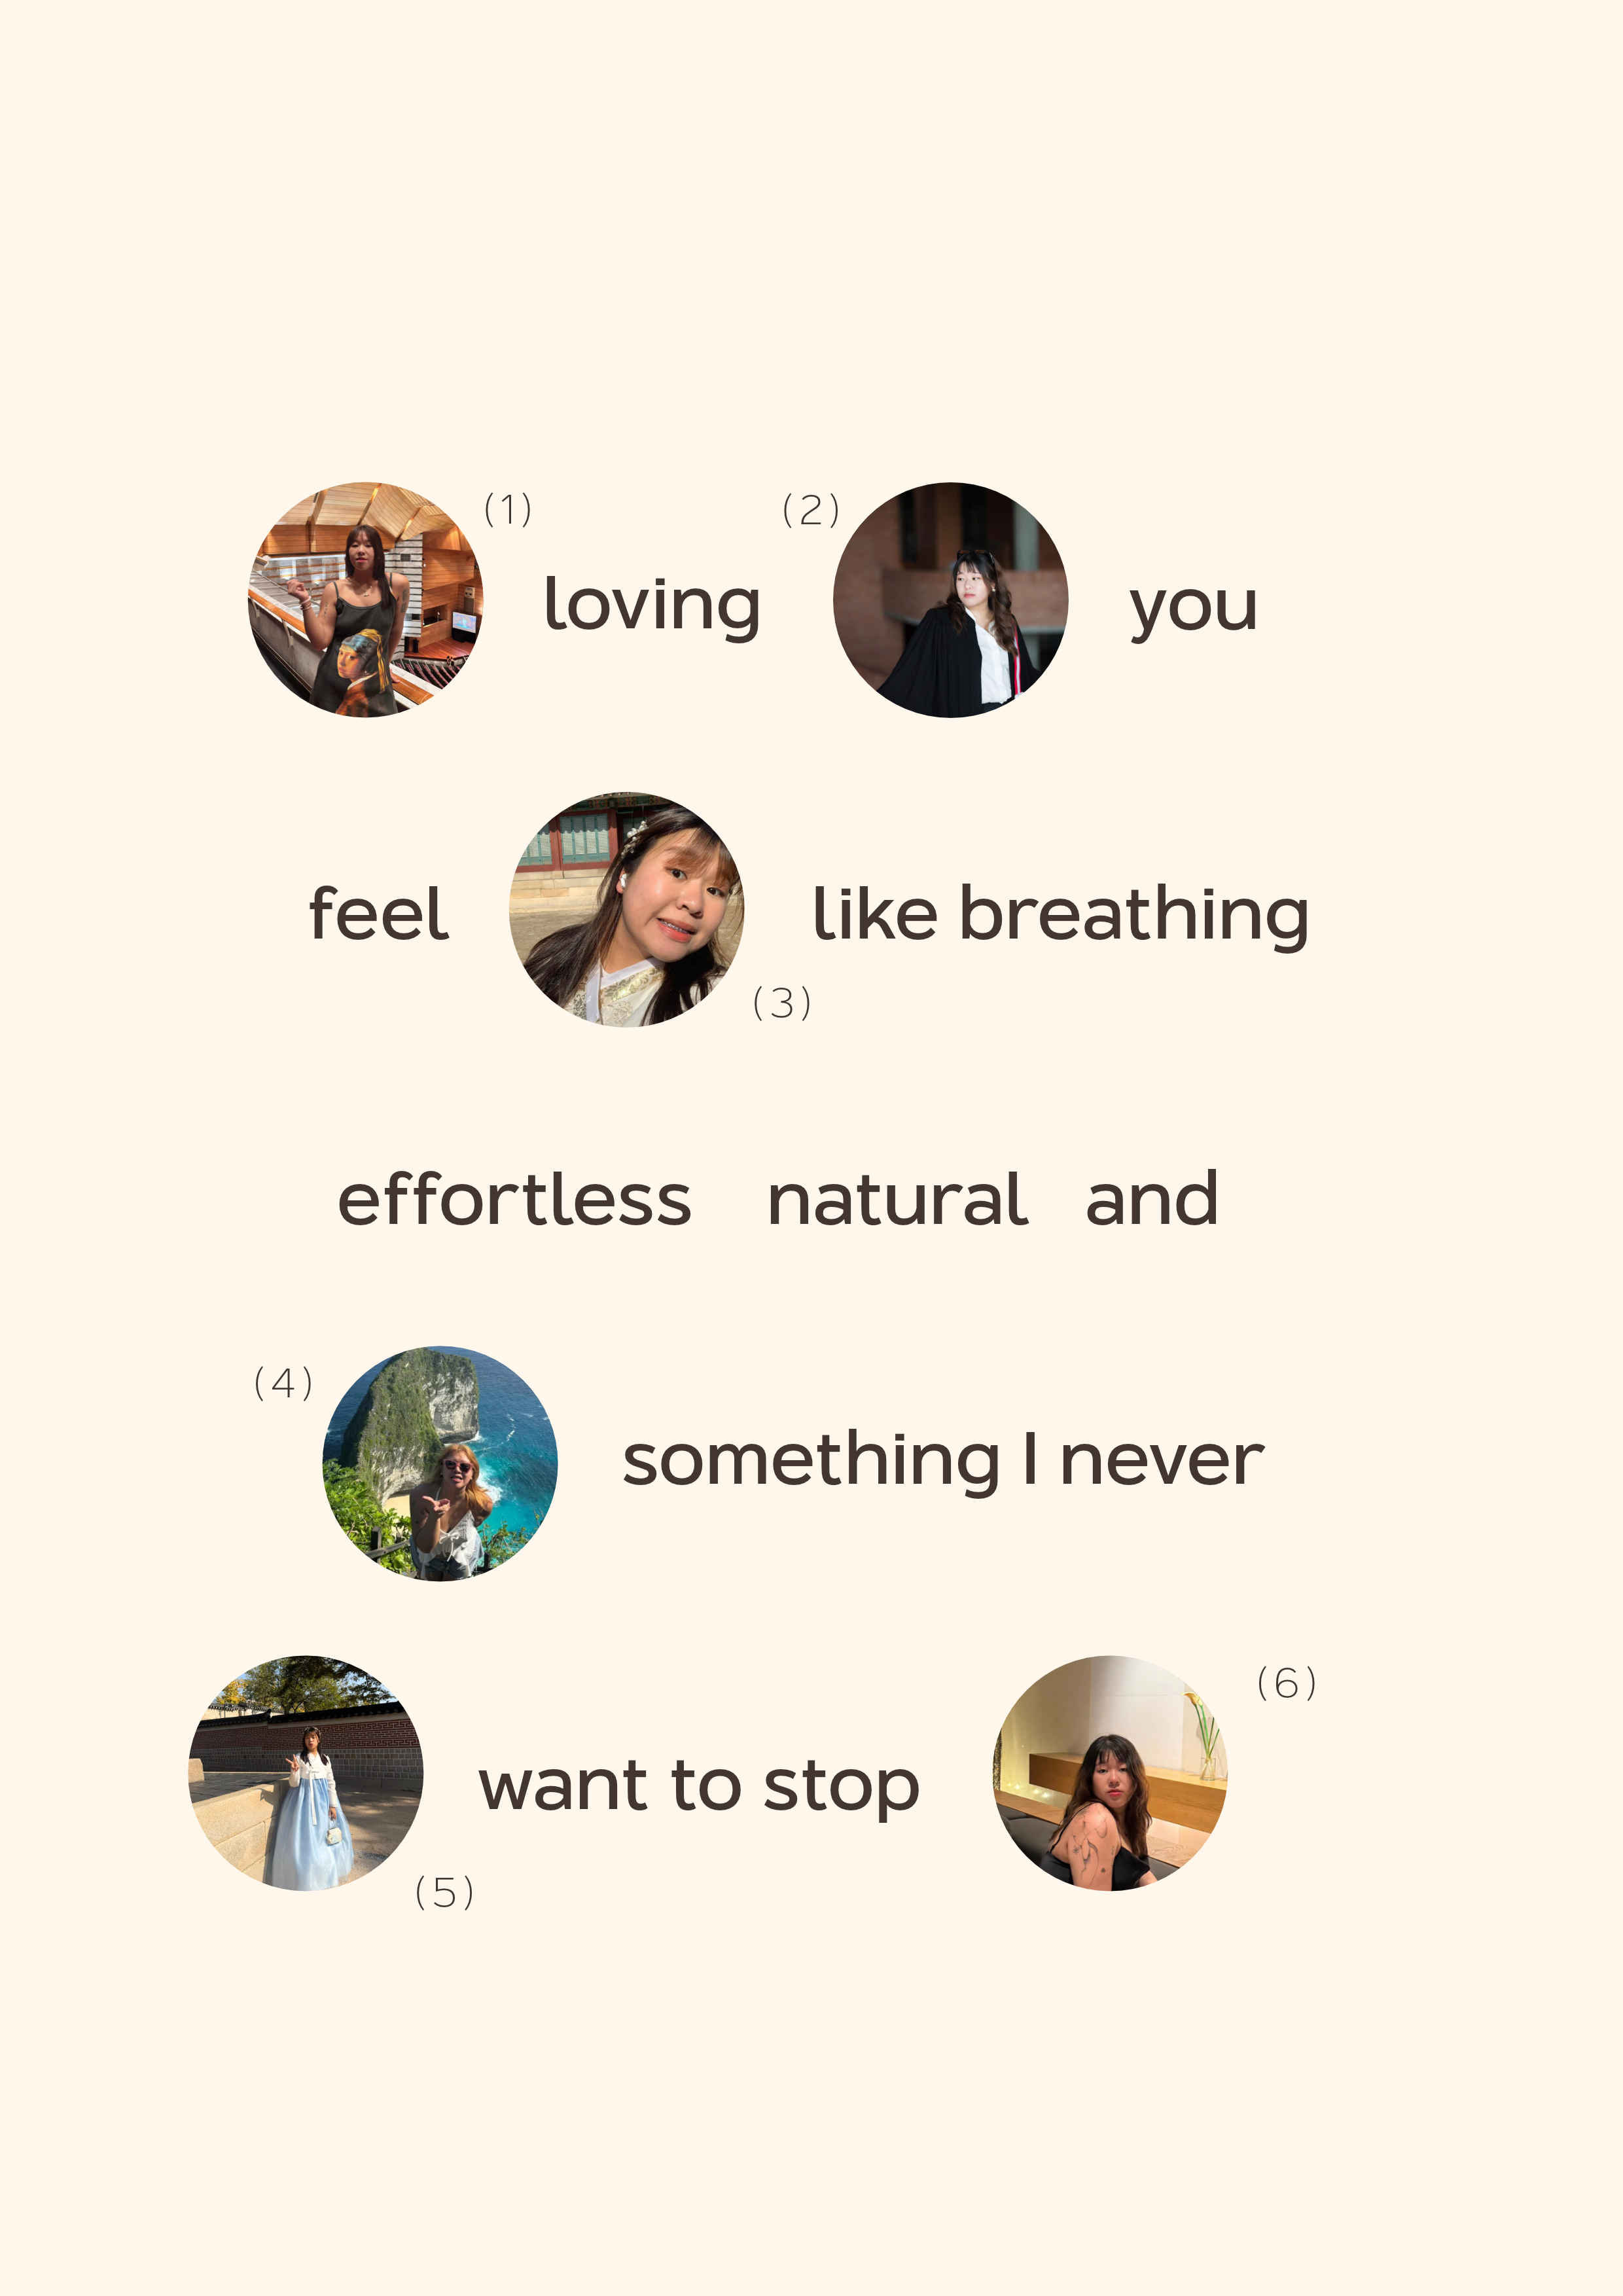 (1) loving (2) you
feel like breathing
(3)
effortless natural and
(4) something I never
want to stop (6)
(5)